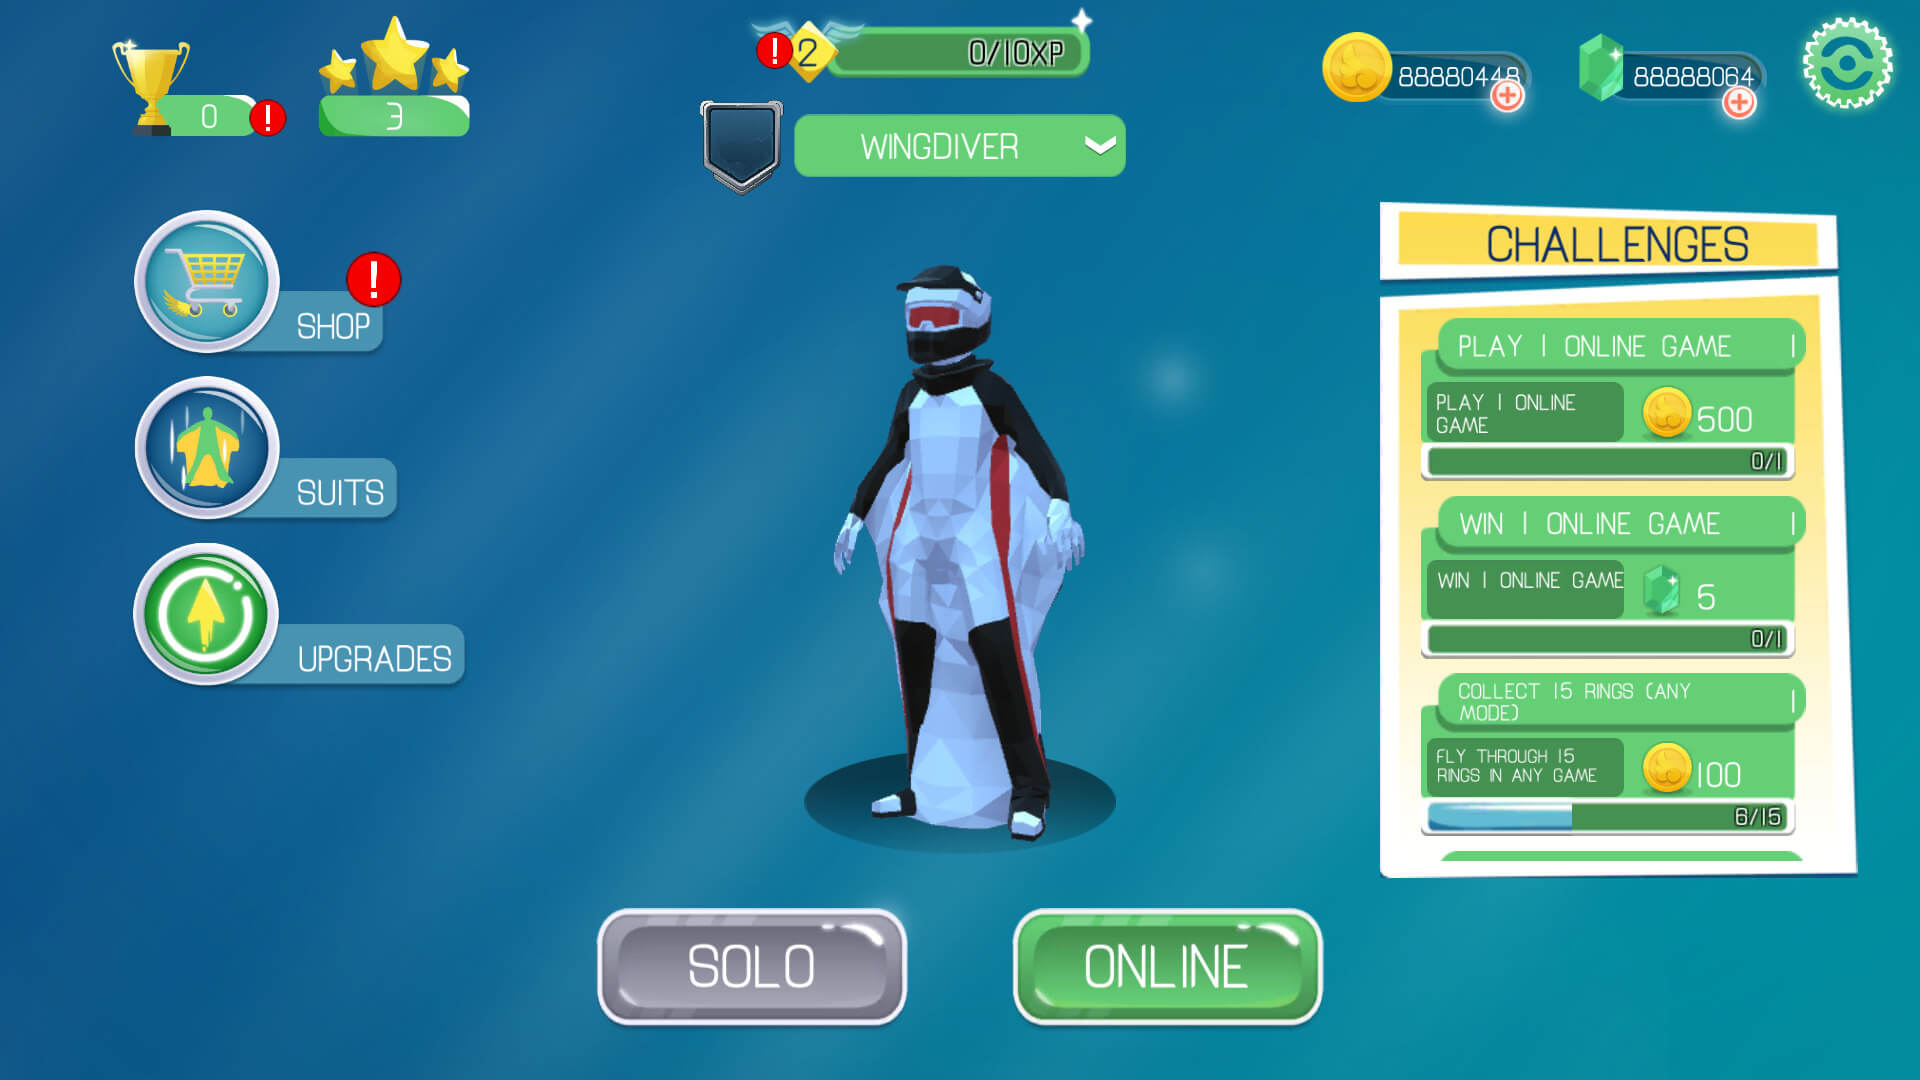 0
!
3
!
2
0/10XP
88880448
88888064
WINGDIVER
SHOP
!
SUITS
UPGRADES
CHALLENGES
PLAY 1 ONLINE GAME
PLAY 1 ONLINE
GAME
500
0/1
WIN 1 ONLINE GAME
WIN 1 ONLINE GAME
5
0/1
COLLECT 15 RINGS (ANY
MODE)
FLY THROUGH 15
RINGS IN ANY GAME
100
6/15
SOLO
ONLINE